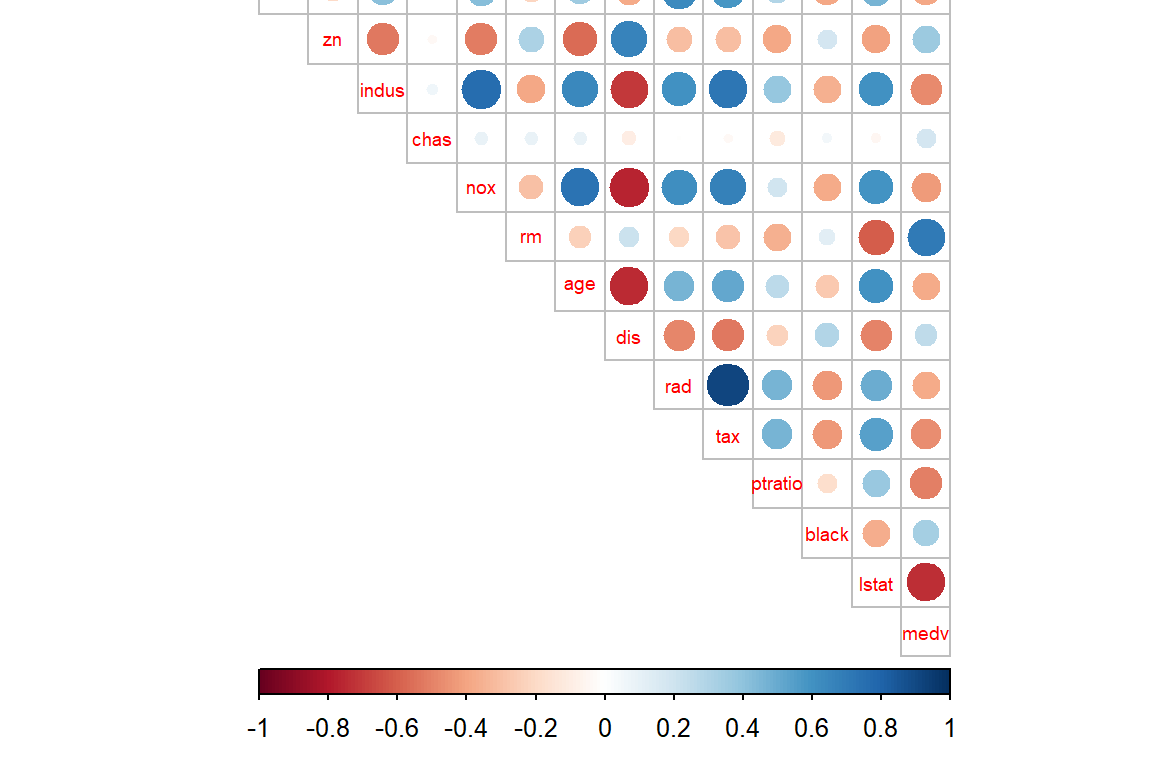 zn
indus
chas
nox
rm
age
dis
rad
tax
ptratio
black
lstat
medv
-1 -0.8 -0.6 -0.4 -0.2 0 0.2 0.4 0.6 0.8 1